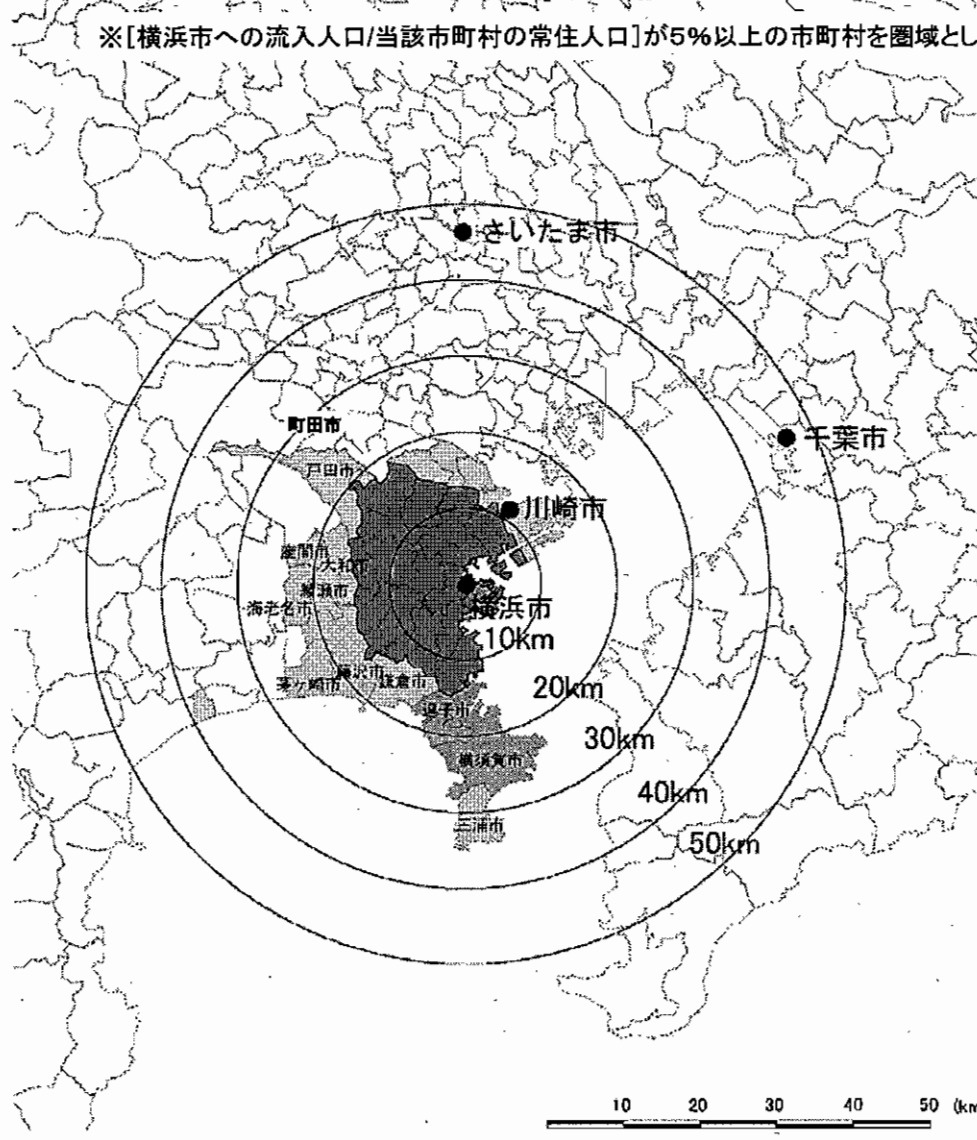 ※[横浜市への流入人口/当該市町村の常住人口]が5%以上の市町村を圏域とし
さいたま市
町田市
千葉市
戸田市
川崎市
座間市
大和市
綾瀬市
海老名市
横浜市
10km
藤沢市
茅ヶ崎市
鎌倉市
20km
逗子市
30km
横須賀市
40km
三浦市
50km
10 20 30 40 50 (km